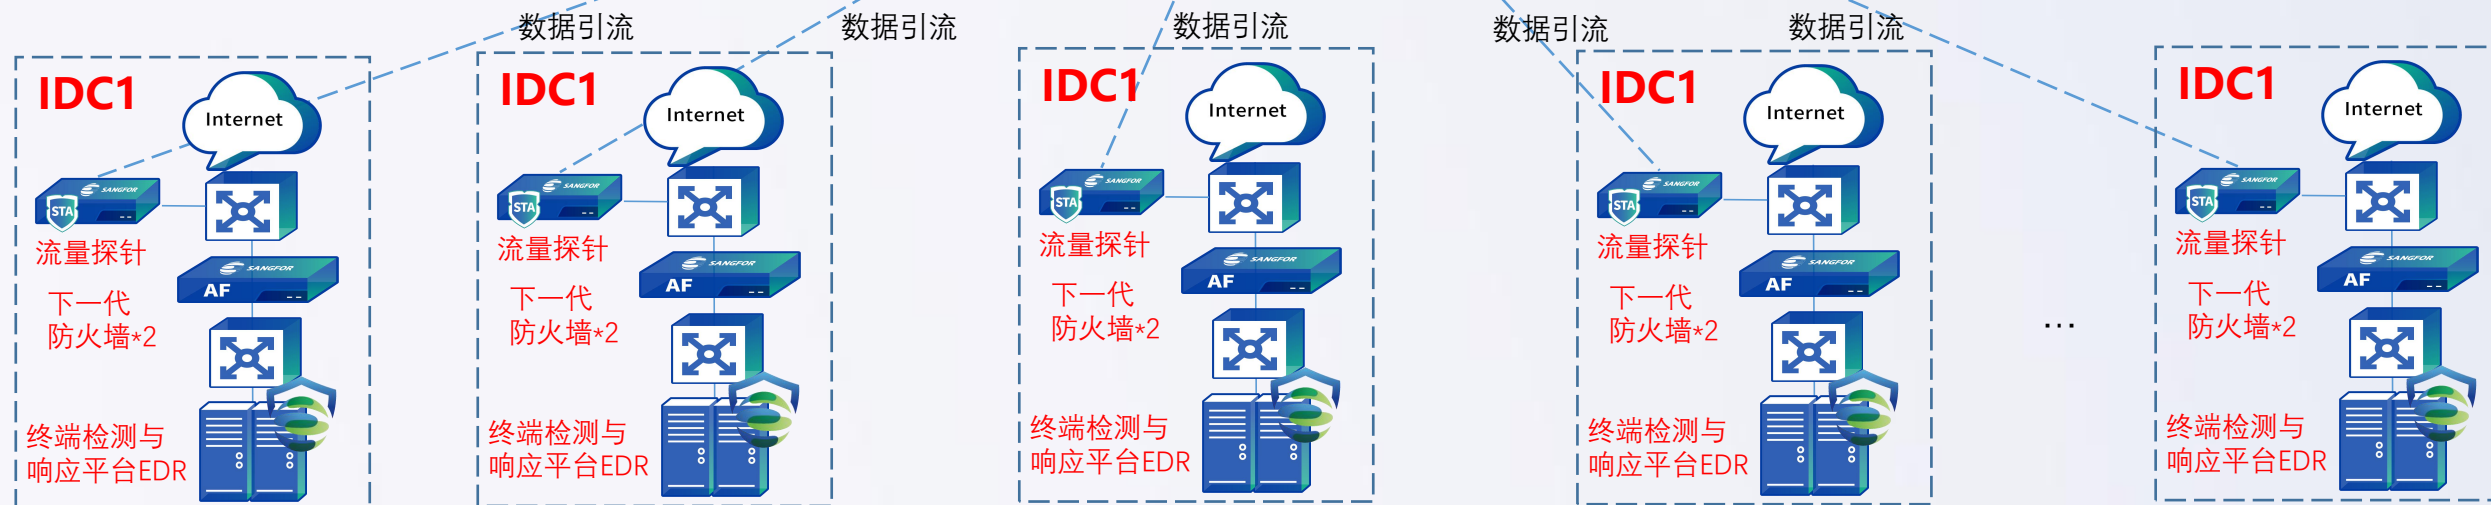 数据引流
数据引流
数据引流
数据引流
数据引流
IDC1
Internet
SANGFOR
STA
流量探针
SANGFOR
AF
下一代
防火墙*2
终端检测与
响应平台EDR
IDC1
Internet
SANGFOR
STA
流量探针
SANGFOR
AF
下一代
防火墙*2
终端检测与
响应平台EDR
IDC1
Internet
SANGFOR
STA
流量探针
SANGFOR
AF
下一代
防火墙*2
终端检测与
响应平台EDR
IDC1
Internet
SANGFOR
STA
流量探针
SANGFOR
AF
下一代
防火墙*2
终端检测与
响应平台EDR
...
IDC1
Internet
SANGFOR
STA
流量探针
SANGFOR
AF
下一代
防火墙*2
终端检测与
响应平台EDR